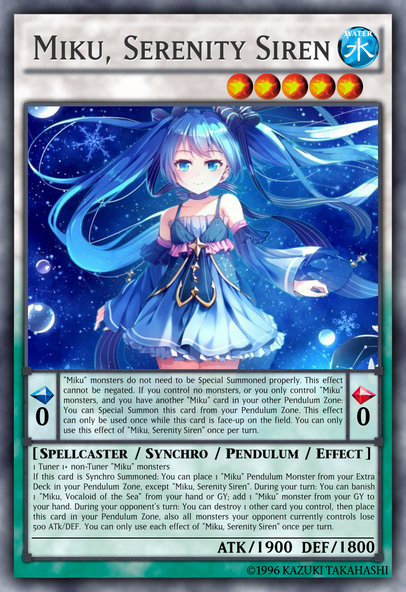 Miku, Serenity Siren
WATER
水
"Miku" monsters do not need to be Special Summoned properly. This effect
cannot be negated. If you control no monsters, or you only control "Miku"
monsters, and you have another "Miku" card in your other Pendulum Zone:
You can Special Summon this card from your Pendulum Zone. This effect
can only be used once while this card is face-up on the field. You can only
use this effect of "Miku, Serenity Siren" once per turn.
0
0
[ Spellcaster / Synchro / Pendulum / Effect ]
1 Tuner 1+ non-Tuner "Miku" monsters
If this card is Synchro Summoned: You can place 1 "Miku" Pendulum Monster from your Extra
Deck in your Pendulum Zone, except "Miku, Serenity Siren". During your turn: You can banish
1 "Miku, Vocaloid of the Sea" from your hand or GY; add 1 "Miku" monster from your GY to
your hand. During your opponent's turn: You can destroy 1 other card you control, then place
this card in your Pendulum Zone, also all monsters your opponent currently controls lose
500 ATk/DEF. You can only use each effect of "Miku, Serenity Siren" once per turn.
ATK/1900 DEF/1800
©1996 KAZUKI TAKAHASHI